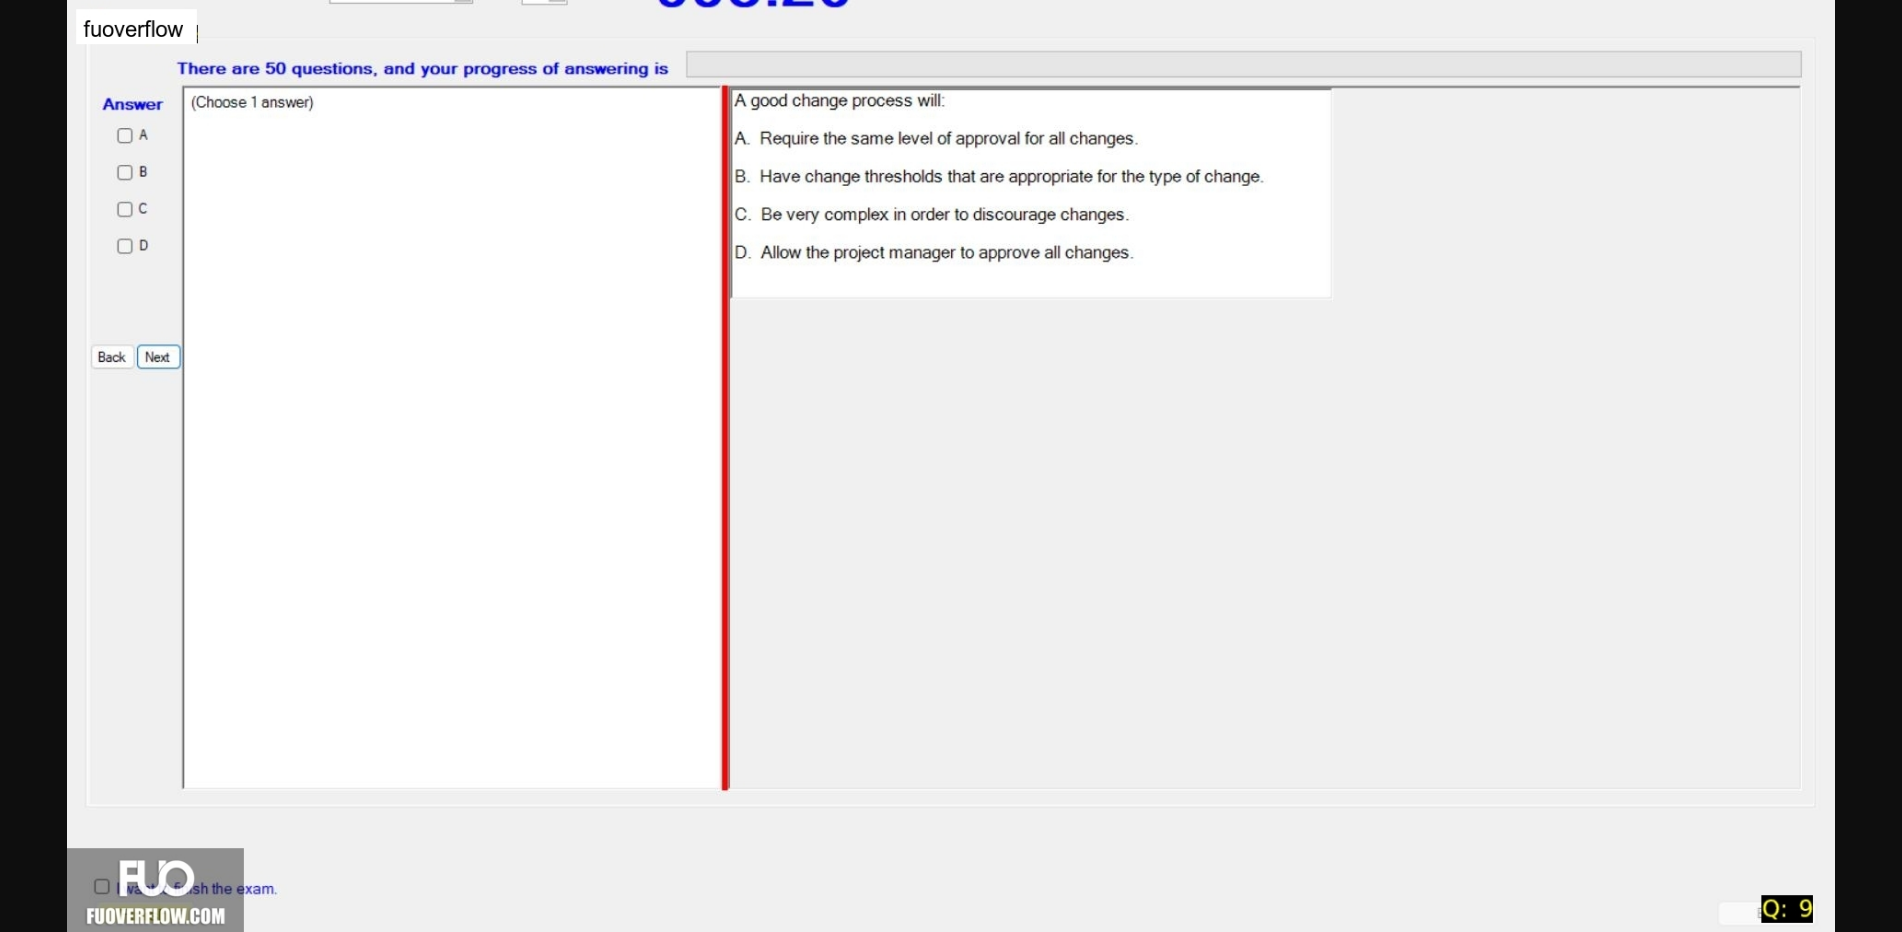 fuoverflow
There are 50 questions, and your progress of answering is
Answer
(Choose 1 answer)
A
B
C
D
Back Next
A good change process will:
A. Require the same level of approval for all changes.
B. Have change thresholds that are appropriate for the type of change.
C. Be very complex in order to discourage changes.
D. Allow the project manager to approve all changes.
FUO
I want finish the exam.
FUOVERFLOW.COM
Q: 9